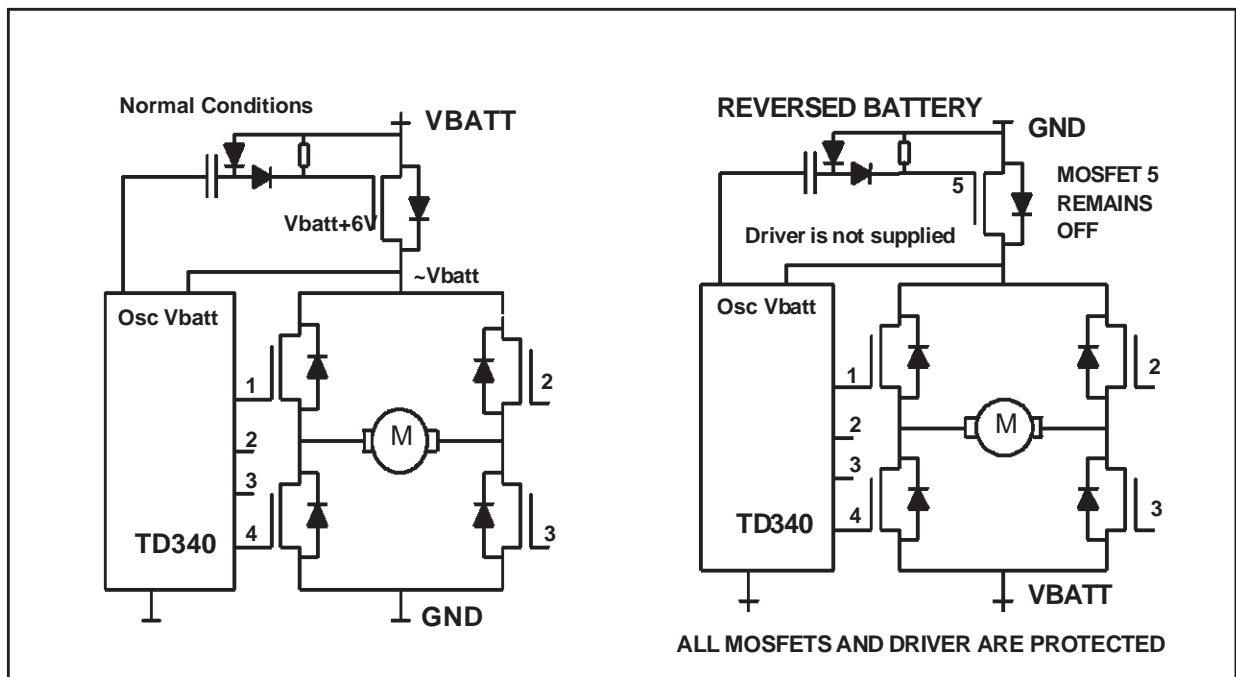 Normal Conditions
VBATT
Vbatt+6V
~Vbatt
Osc Vbatt
1
2
2
M
3
4
3
TD340
GND
REVERSED BATTERY
GND
5
MOSFET 5
REMAINS
OFF
Driver is not supplied
Osc Vbatt
1
2
2
M
3
4
3
TD340
VBATT
ALL MOSFETS AND DRIVER ARE PROTECTED